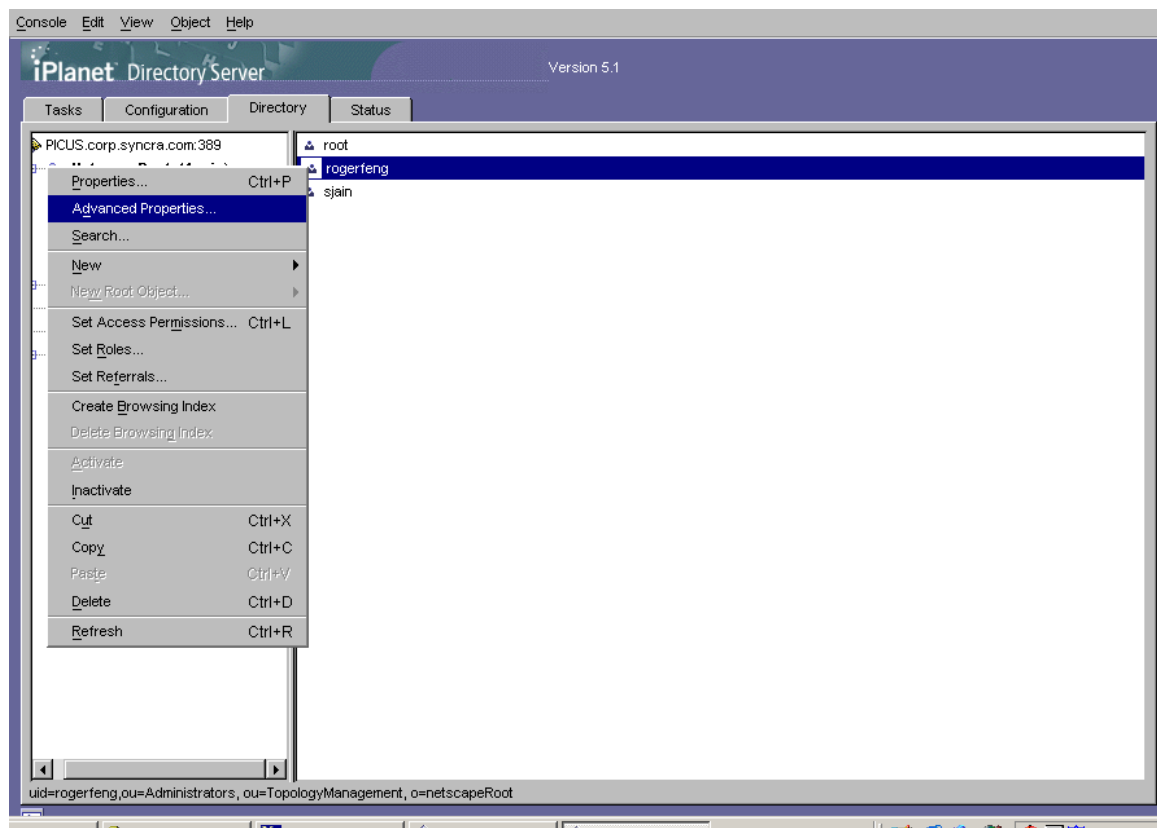 Console Edit View Object Help
iPlanet Directory Server
Version 5.1
Tasks Configuration Directory Status
PICUS.corp.syncra.com:389
root
rogerfeng
sjain
Properties... Ctrl+P
Advanced Properties...
Search...
New
New Root Object...
Set Access Permissions... Ctrl+L
Set Roles...
Set Referrals...
Create Browsing Index
Delete Browsing Index
Activate
Inactivate
Cut Ctrl+X
Copy Ctrl+C
Paste Ctrl+V
Delete Ctrl+D
Refresh Ctrl+R
uid=rogerfeng,ou=Administrators, ou=TopologyManagement, o=netscapeRoot